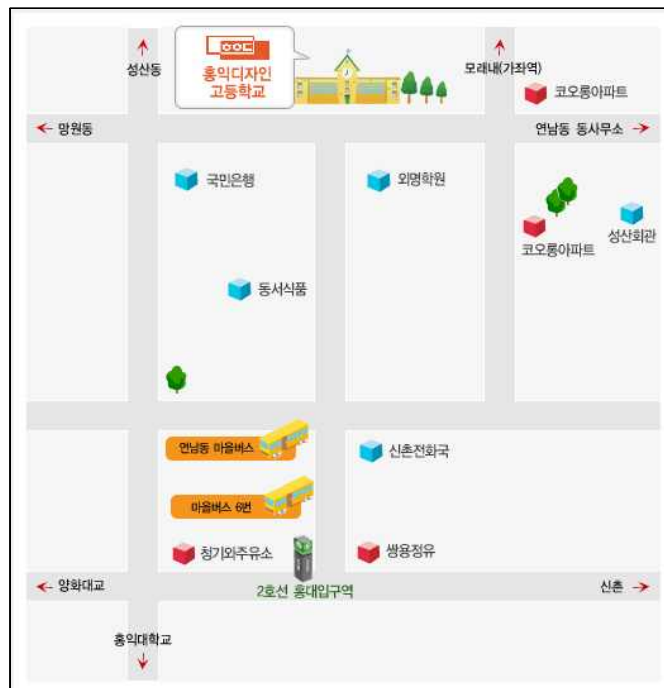 성산동
홍익디자인
고등학교
모래내(가좌역)
코오롱아파트
망원동
연남동 동사무소
국민은행
외명학원
코오롱아파트
성산회관
동서식품
연남동 마을버스
신촌전화국
마을버스 6번
청기와주유소
쌍용정유
양화대교
2호선 홍대입구역
신촌
홍익대학교